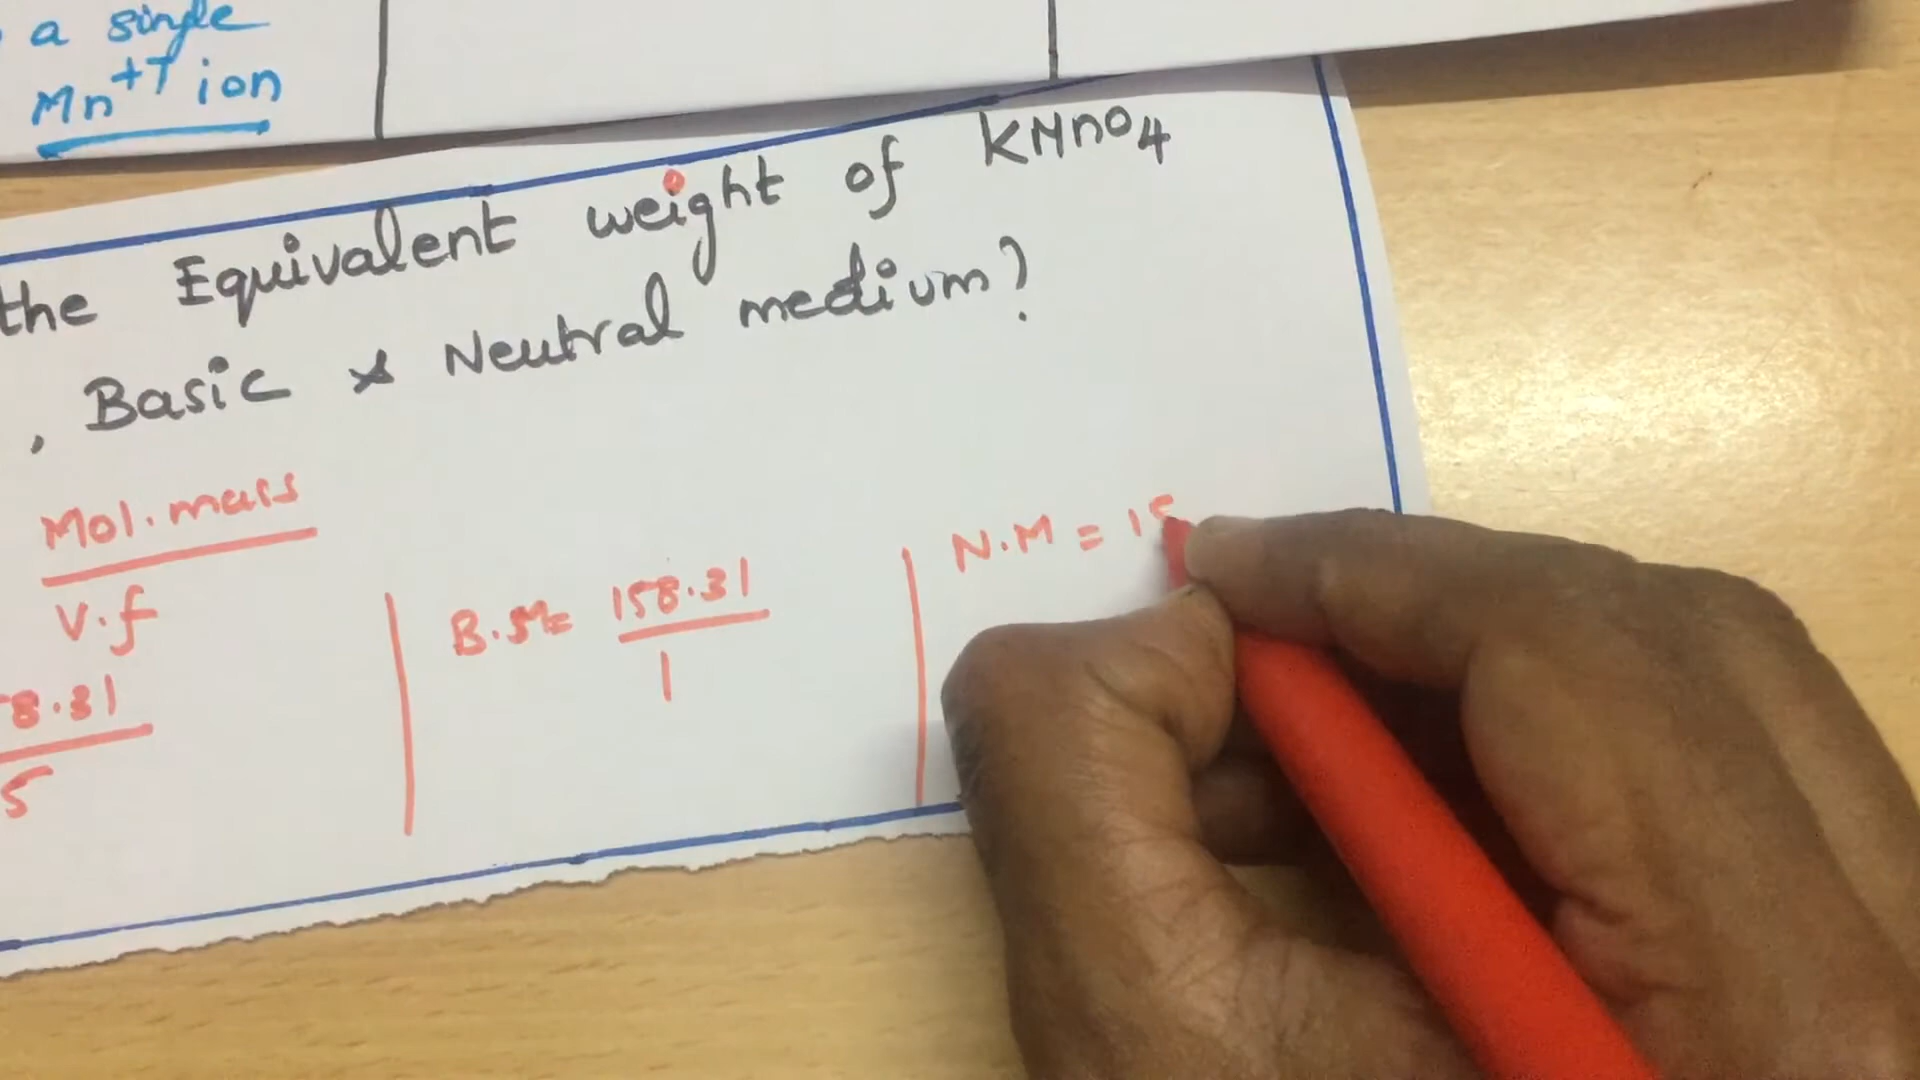 a single
Mn+7 ion
the Equivalent weight of KMnO4
, Basic & Neutral medium?
Mol. mass
V.f
8.31
5
B.M= 158.31
1
N.M = 15